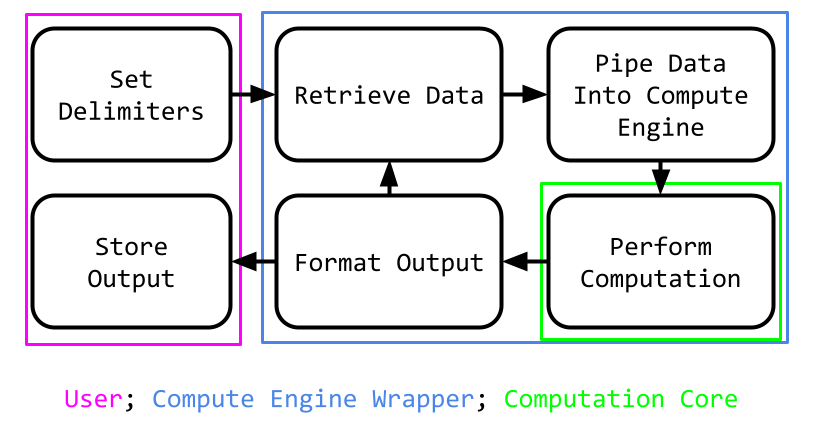 Set
Delimiters
Retrieve Data
Pipe Data
Into Compute
Engine
Store
Output
Format Output
Perform
Computation
User; Compute Engine Wrapper; Computation Core